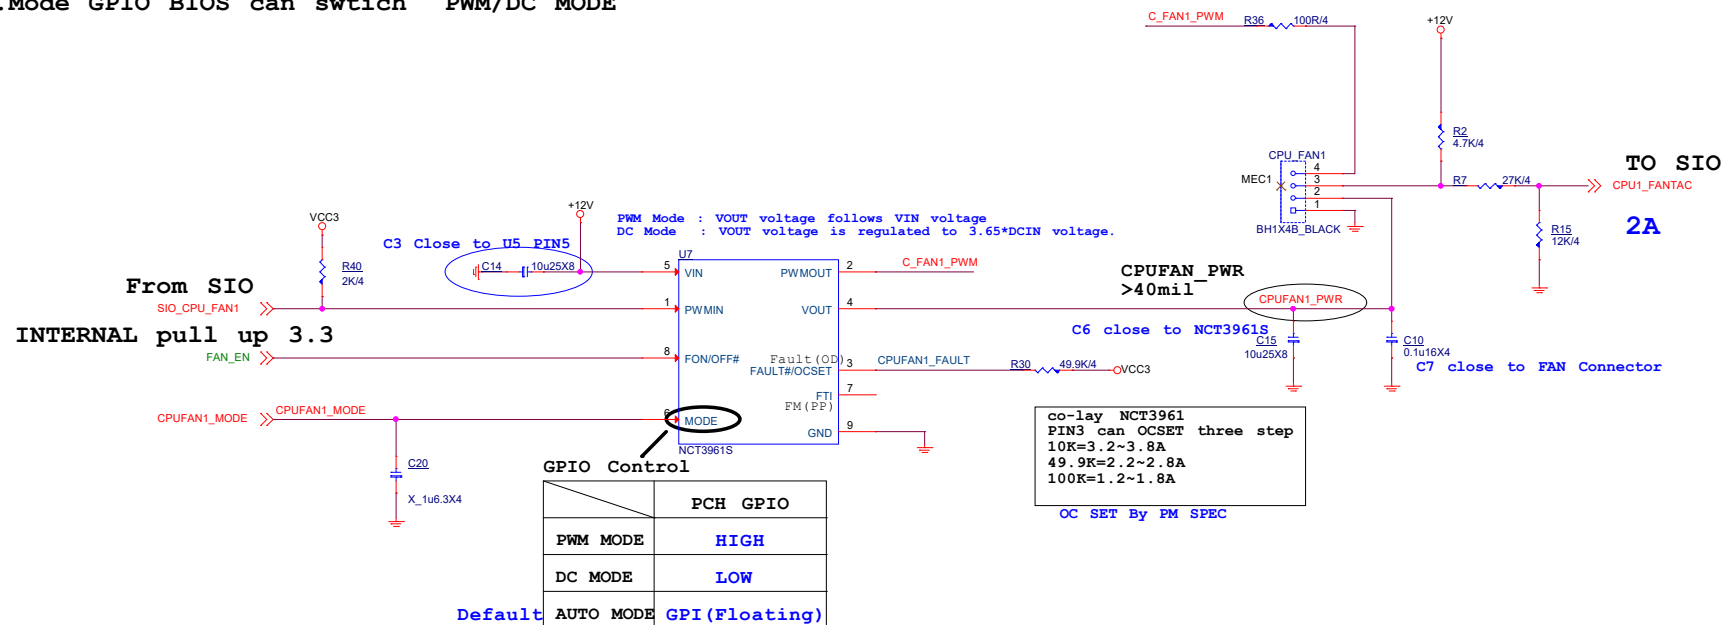 .Mode GPIO BIOS can swtich PWM/DC MODE
C_FAN1_PWM
R36
100R/4
+12V
R2
4.7K/4
CPU_FAN1
4
3
2
1
MEC1
BH1X4B_BLACK
R7
27K/4
TO SIO
CPU1_FANTAC
2A
R15
12K/4
VCC3
R40
2K/4
+12V
C3 Close to U5 PIN5
C14
10u25X8
PWM Mode : VOUT voltage follows VIN voltage
DC Mode : VOUT voltage is regulated to 3.65*DCIN voltage.
From SIO
SIO_CPU_FAN1
INTERNAL pull up 3.3
FAN_EN
CPUFAN1_MODE
CPUFAN1_MODE
C20
X_1u6.3X4
U7
5
VIN
1
PWMIN
8
FON/OFF#
6
MODE
PWMOUT
2
C_FAN1_PWM
VOUT
4
Fault(OD)
FAULT#/OCSET
3
CPUFAN1_FAULT
FTI
7
FM(PP)
GND
9
NCT3961S
R30
49.9K/4
VCC3
CPUFAN_PWR
>40mil
CPUFAN1_PWR
C6 close to NCT3961S
C15
10u25X8
C10
0.1u16X4
C7 close to FAN Connector
co-lay NCT3961
PIN3 can OCSET three step
10K=3.2~3.8A
49.9K=2.2~2.8A
100K=1.2~1.8A
OC SET By PM SPEC
GPIO Control
PCH GPIO
PWM MODE HIGH
DC MODE LOW
Default AUTO MODE GPI(Floating)